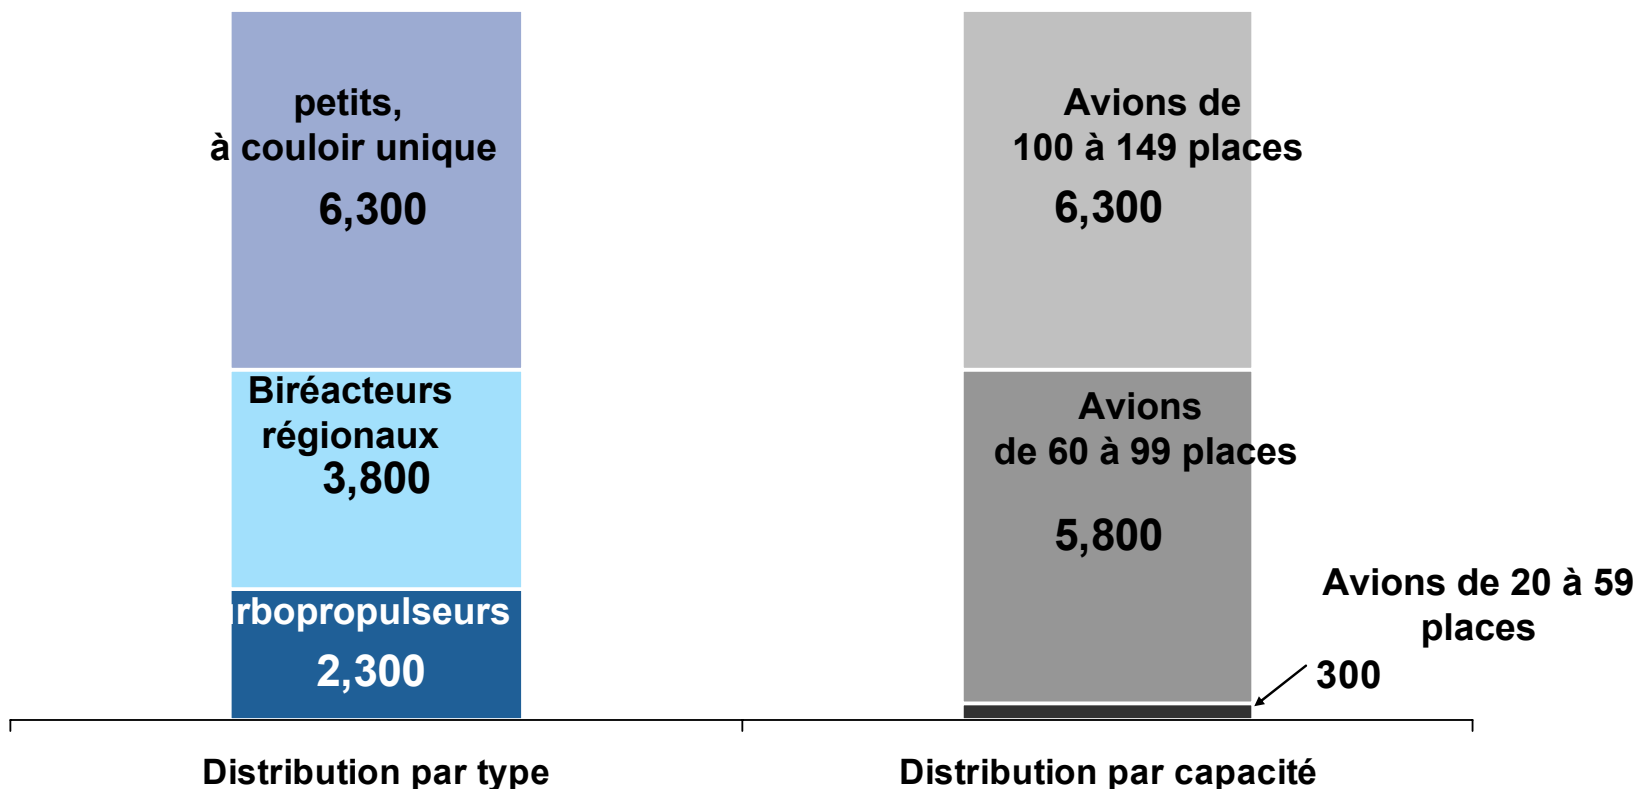 petits,
à couloir unique
6,300
Biréacteurs
régionaux
3,800
rbopropulseurs
2,300
Distribution par type
Avions de
100 à 149 places
6,300
Avions
de 60 à 99 places
5,800
Avions de 20 à 59
places
300
Distribution par capacité